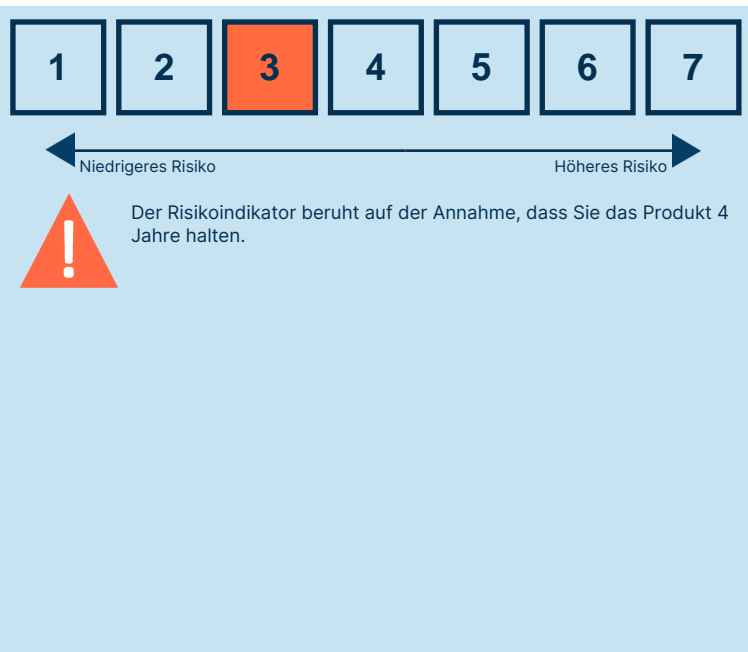 1 2 3 4 5 6 7
Niedrigeres Risiko Höheres Risiko
Der Risikoindikator beruht auf der Annahme, dass Sie das Produkt 4
Jahre halten.